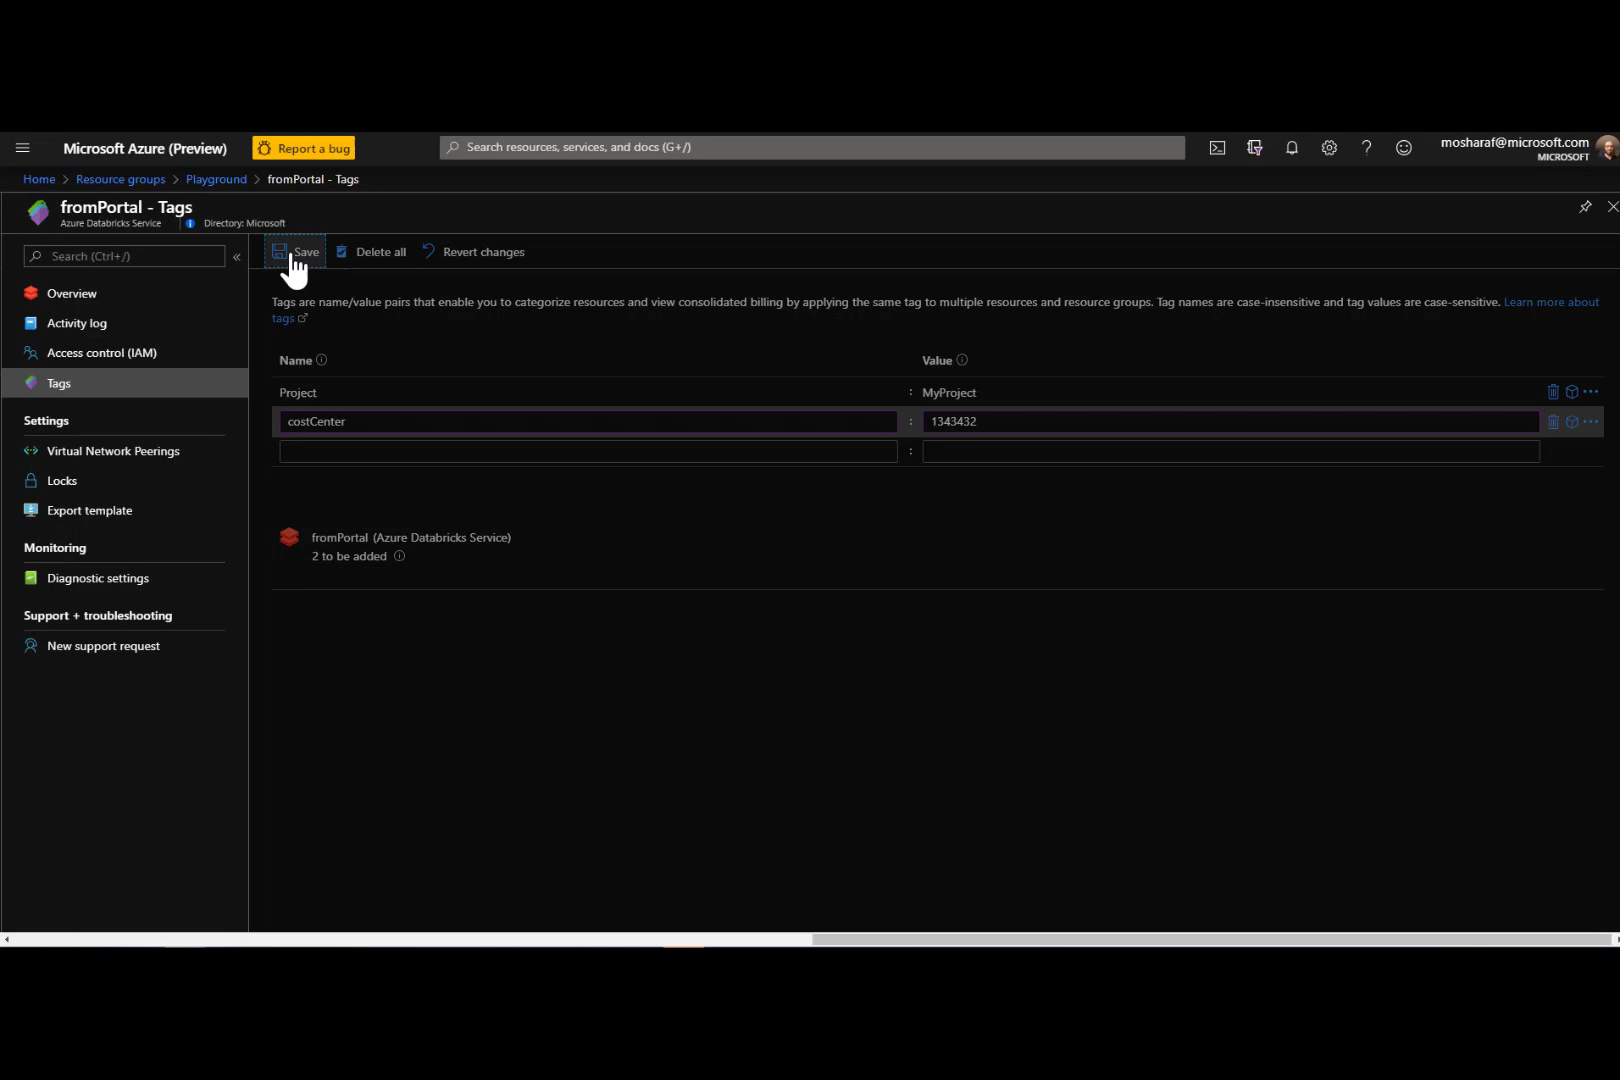 Microsoft Azure (Preview)
Report a bug
Search resources, services, and docs (G+/)
mosharaf@microsoft.com
MICROSOFT
Home > Resource groups > Playground > fromPortal - Tags
fromPortal - Tags
Azure Databricks Service
Directory: Microsoft
Search (Ctrl+/)
Overview
Activity log
Access control (IAM)
Tags
Settings
Virtual Network Peerings
Locks
Export template
Monitoring
Diagnostic settings
Support + troubleshooting
New support request
Save
Delete all
Revert changes
Tags are name/value pairs that enable you to categorize resources and view consolidated billing by applying the same tag to multiple resources and resource groups. Tag names are case-insensitive and tag values are case-sensitive. Learn more about
tags
Name
Value
Project : MyProject
costCenter : 1343432
:
fromPortal (Azure Databricks Service)
2 to be added